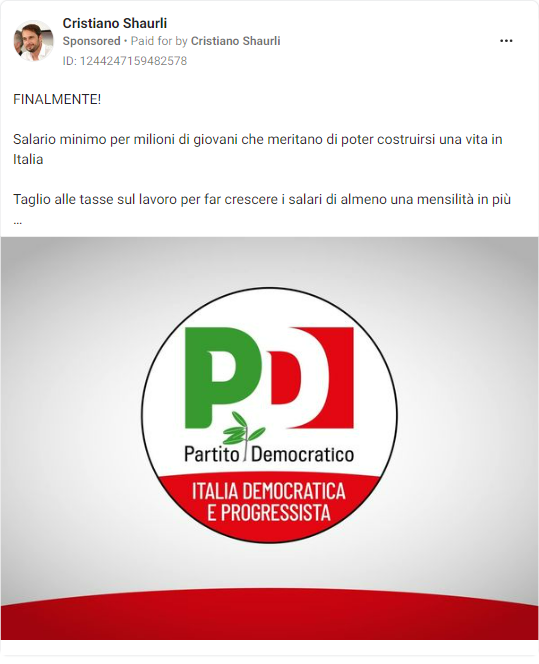 Cristiano Shaurli
Sponsored • Paid for by Cristiano Shaurli
ID: 1244247159482578
FINALMENTE!
Salario minimo per milioni di giovani che meritano di poter costruirsi una vita in
Italia
Taglio alle tasse sul lavoro per far crescere i salari di almeno una mensilità in più
...
PD
Partito Democratico
ITALIA DEMOCRATICA
E PROGRESSISTA